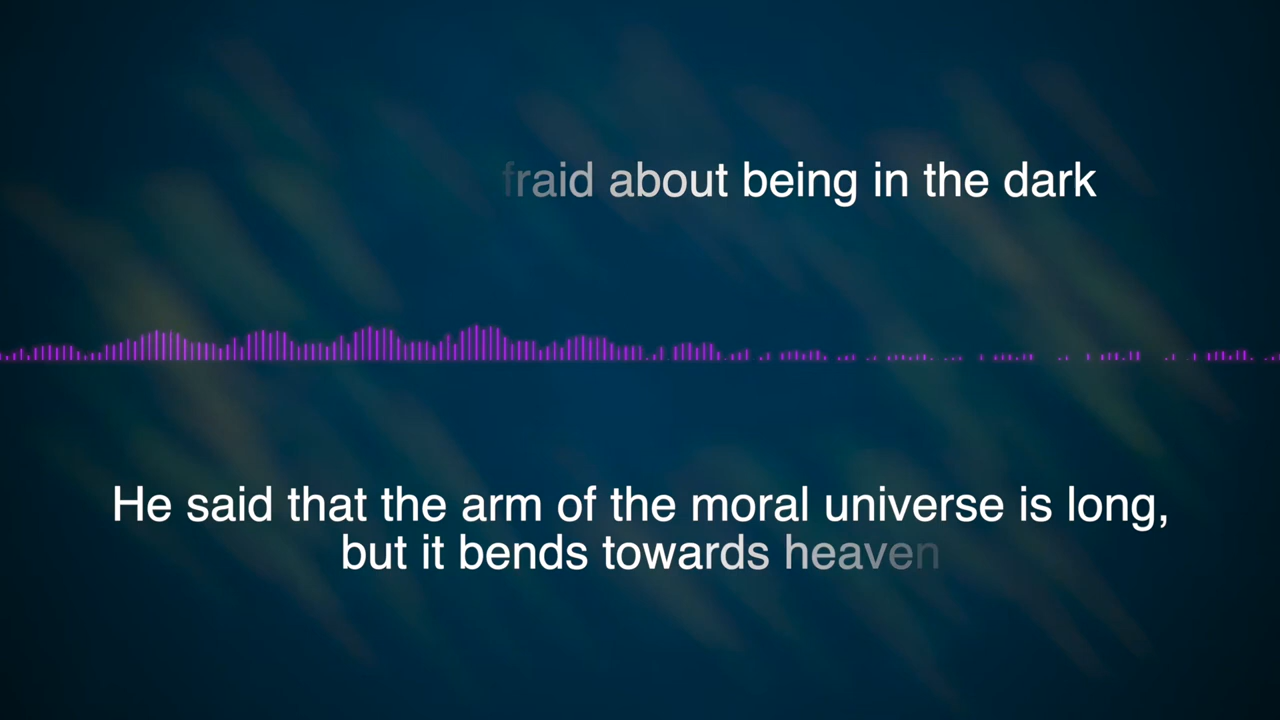 fraid about being in the dark
He said that the arm of the moral universe is long,
but it bends towards heaven